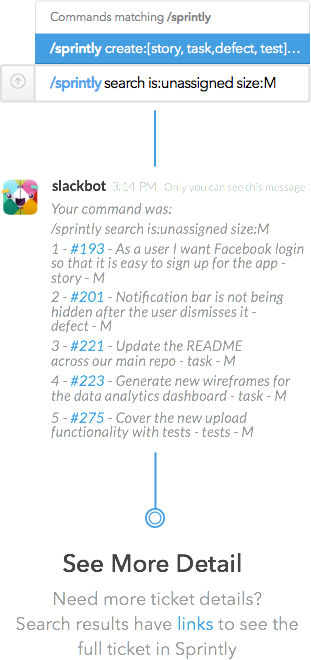 Commands matching /sprintly
/sprintly create:[story, task,defect, test]...
/sprintly search is:unassigned size:M
slackbot 3:14 PM Only you can see this message
Your command was:
/sprintly search is:unassigned size:M
1 - #193 - As a user I want Facebook login
so that it is easy to sign up for the app -
story - M
2 - #201 - Notification bar is not being
hidden after the user dismisses it -
defect - M
3 - #221 - Update the README
across our main repo - task - M
4 - #223 - Generate new wireframes for
the data analytics dashboard - task - M
5 - #275 - Cover the new upload
functionality with tests - tests - M
See More Detail
Need more ticket details?
Search results have links to see the
full ticket in Sprintly